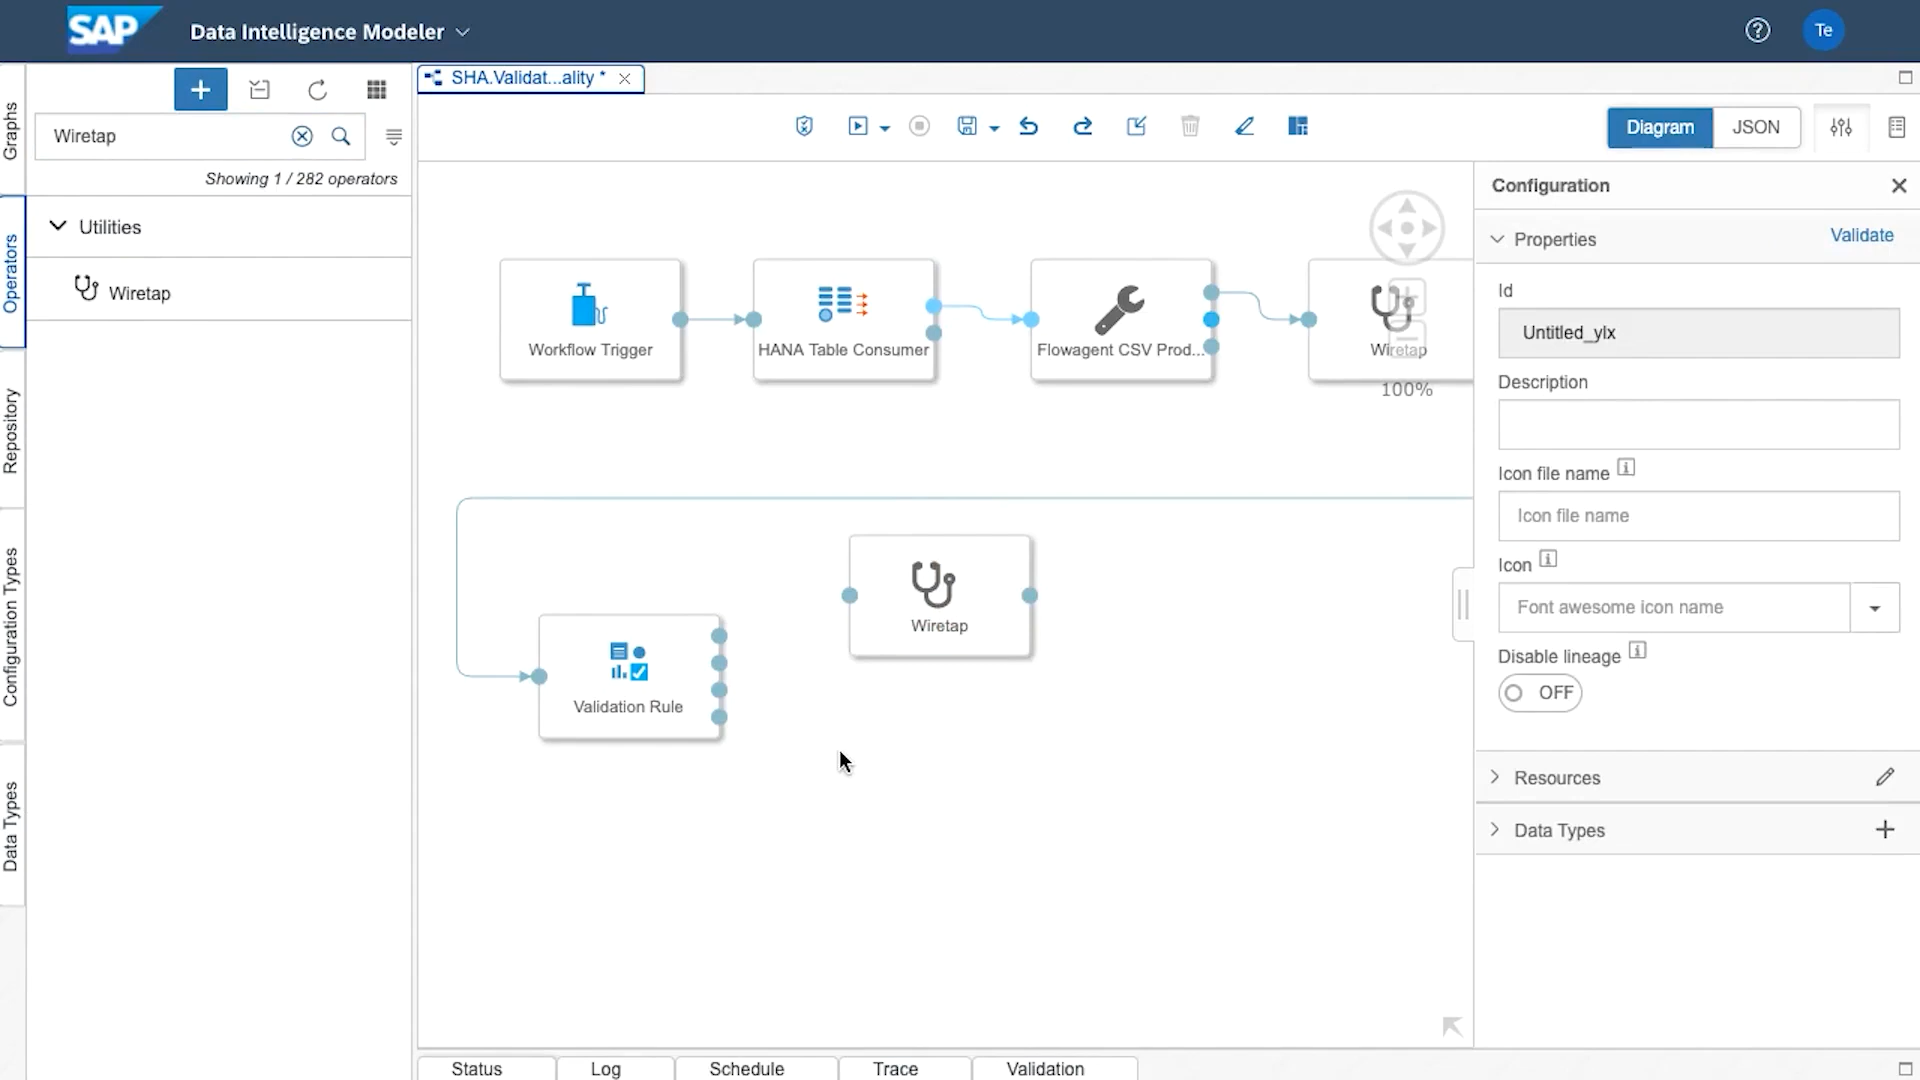 SAP
Data Intelligence Modeler
Te
SHA.Validat...ality *
Graphs
Operators
Repository
Configuration Types
Data Types
Wiretap
Showing 1 / 282 operators
Utilities
Wiretap
Diagram
JSON
Workflow Trigger
HANA Table Consumer
Flowagent CSV Prod...
Wiretap
100%
Validation Rule
Wiretap
Configuration
Properties
Validate
Id
Untitled_ylx
Description
Icon file name
Icon file name
Icon
Font awesome icon name
Disable lineage
OFF
Resources
Data Types
Status
Log
Schedule
Trace
Validation